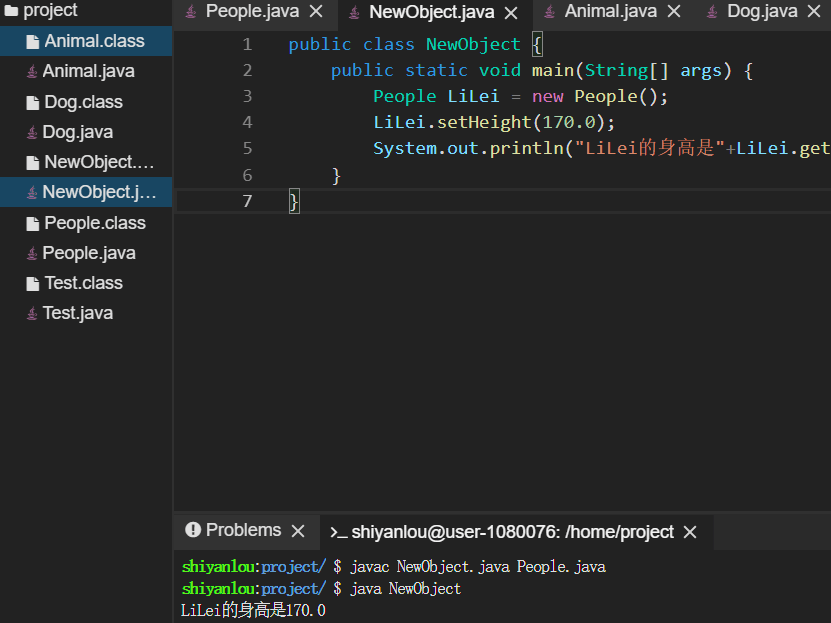 project
Animal.class
Animal.java
Dog.class
Dog.java
NewObject....
NewObject.j...
People.class
People.java
Test.class
Test.java
People.java NewObject.java Animal.java Dog.java
1 public class NewObject {
2 public static void main(String[] args) {
3 People LiLei = new People();
4 LiLei.setHeight(170.0);
5 System.out.println("LiLei的身高是"+LiLei.get
6 }
7 }
Problems >_ shiyanlou@user-1080076: /home/project
shiyanlou:project/ $ javac NewObject.java People.java
shiyanlou:project/ $ java NewObject
LiLei的身高是170.0